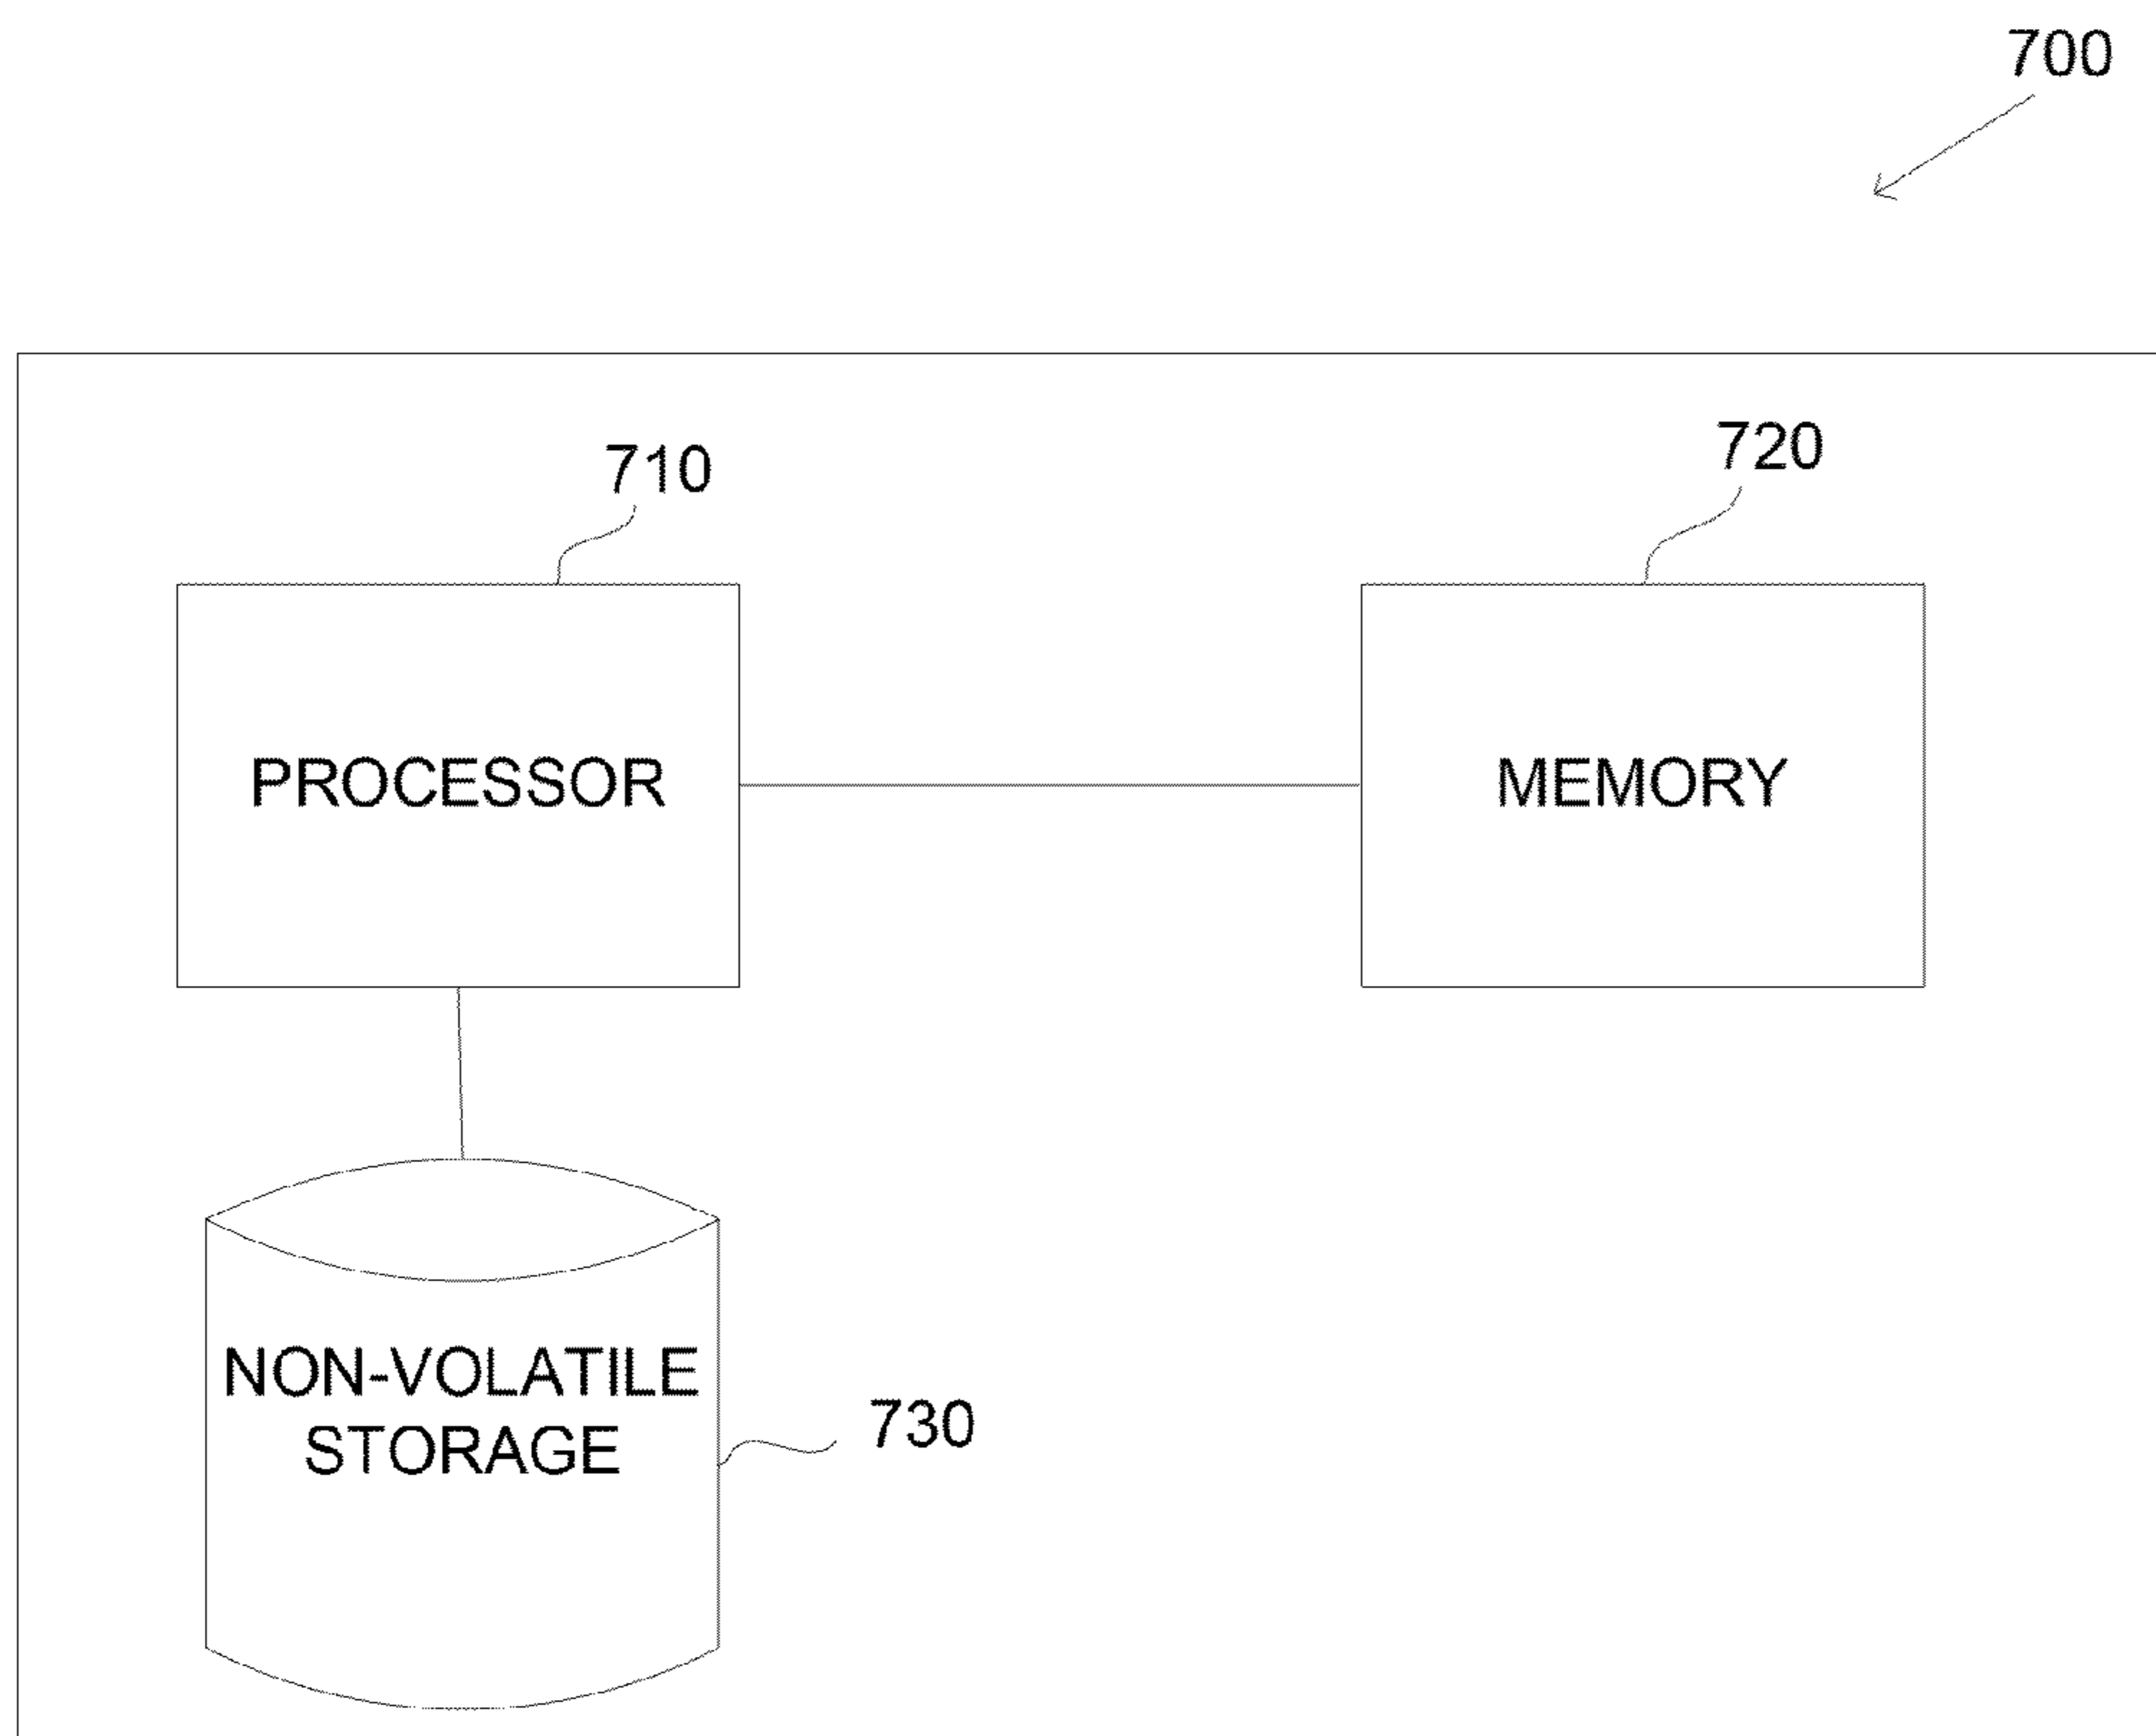 700
710
720
PROCESSOR
MEMORY
NON-VOLATILE
STORAGE
730